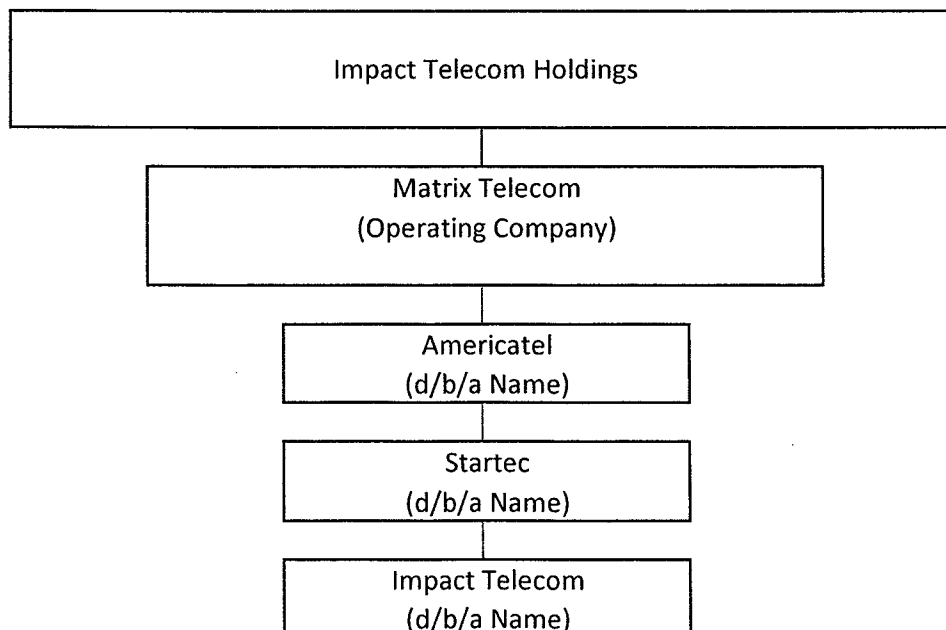 Impact Telecom Holdings
Matrix Telecom
(Operating Company)
Americatel
(d/b/a Name)
Startec
(d/b/a Name)
Impact Telecom
(d/b/a Name)